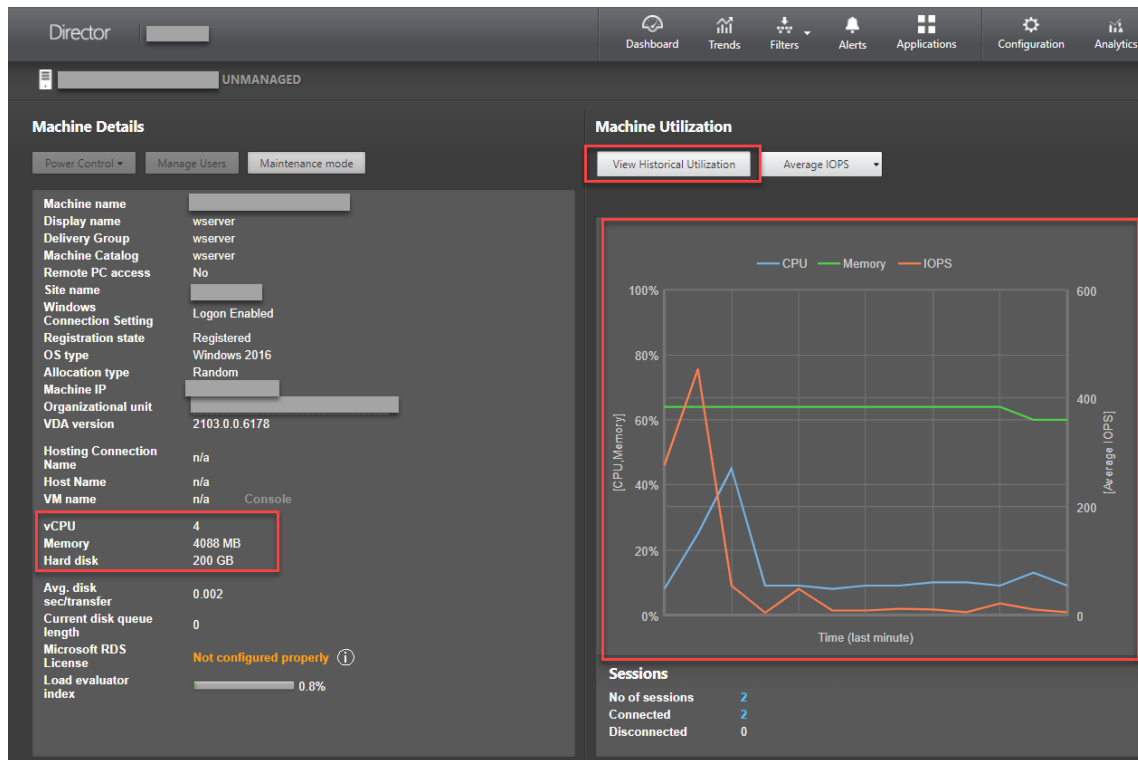 Director
Dashboard
Trends
Filters
Alerts
Applications
Configuration
Analytics
UNMANAGED
Machine Details
Power Control
Manage Users
Maintenance mode
Machine name
Display name wserver
Delivery Group wserver
Machine Catalog wserver
Remote PC access No
Site name
Windows
Connection Setting Logon Enabled
Registration state Registered
OS type Windows 2016
Allocation type Random
Machine IP
Organizational unit
VDA version 2103.0.0.6178
Hosting Connection
Name n/a
Host Name n/a
VM name n/a Console
vCPU 4
Memory 4088 MB
Hard disk 200 GB
Avg. disk
sec/transfer 0.002
Current disk queue
length 0
Microsoft RDS
License Not configured properly
Load evaluator
index 0.8%
Machine Utilization
View Historical Utilization
Average IOPS
CPU Memory IOPS
100% 600
80%
400
60%
40%
200
20%
0% 0
[CPU,Memory]
[Average IOPS]
Time (last minute)
Sessions
No of sessions 2
Connected 2
Disconnected 0